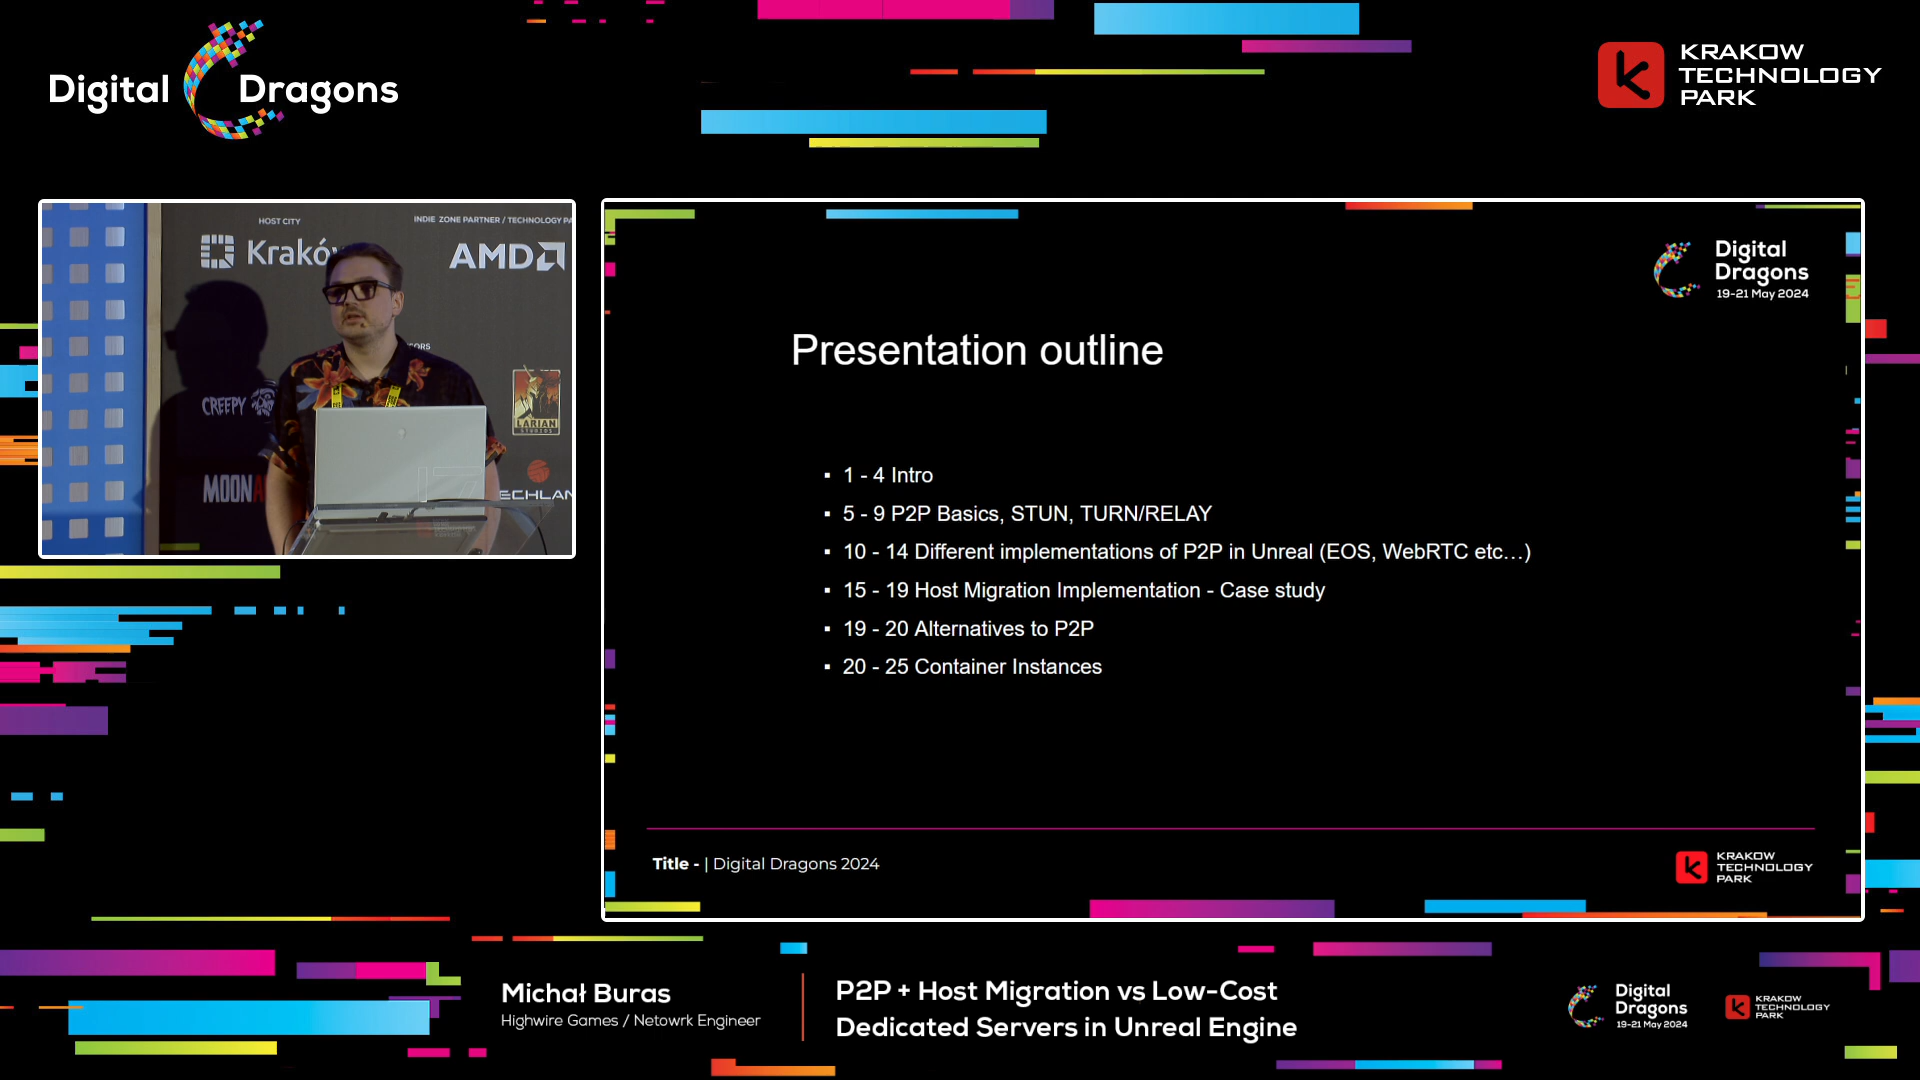 Digital Dragons
KRAKOW
TECHNOLOGY
PARK
HOST CITY
Krakó
INDIE ZONE PARTNER / TECHNOLOGY PA
AMD
ORS
CREEPY
LARIAN
STUDIOS
MOON
ECHLAN
Digital
Dragons
19-21 May 2024
Presentation outline
▪ 1 - 4 Intro
▪ 5 - 9 P2P Basics, STUN, TURN/RELAY
▪ 10 - 14 Different implementations of P2P in Unreal (EOS, WebRTC etc…)
▪ 15 - 19 Host Migration Implementation - Case study
▪ 19 - 20 Alternatives to P2P
▪ 20 - 25 Container Instances
Title - | Digital Dragons 2024
KRAKOW
TECHNOLOGY
PARK
Michał Buras
Highwire Games / Netowrk Engineer
P2P + Host Migration vs Low-Cost
Dedicated Servers in Unreal Engine
Digital
Dragons
19-21 May 2024
KRAKOW
TECHNOLOGY
PARK